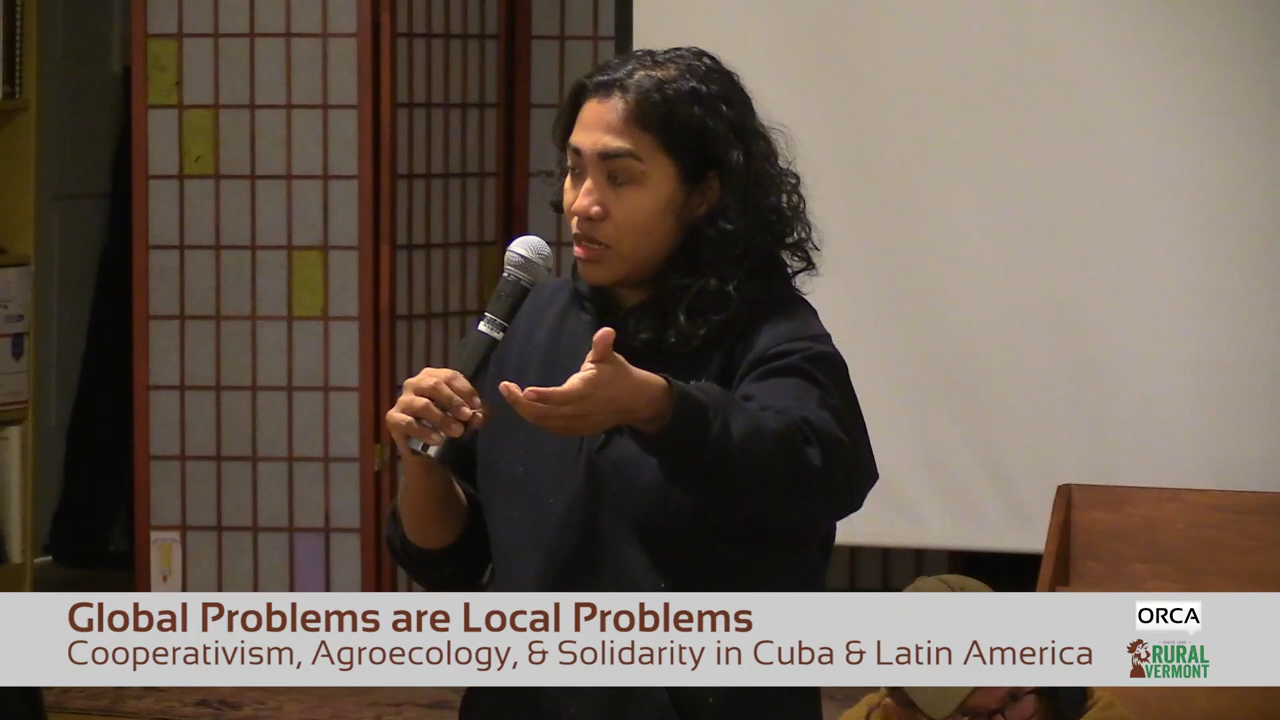 Global Problems are Local Problems
Cooperativism, Agroecology, & Solidarity in Cuba & Latin America
ORCA
RURAL
VERMONT